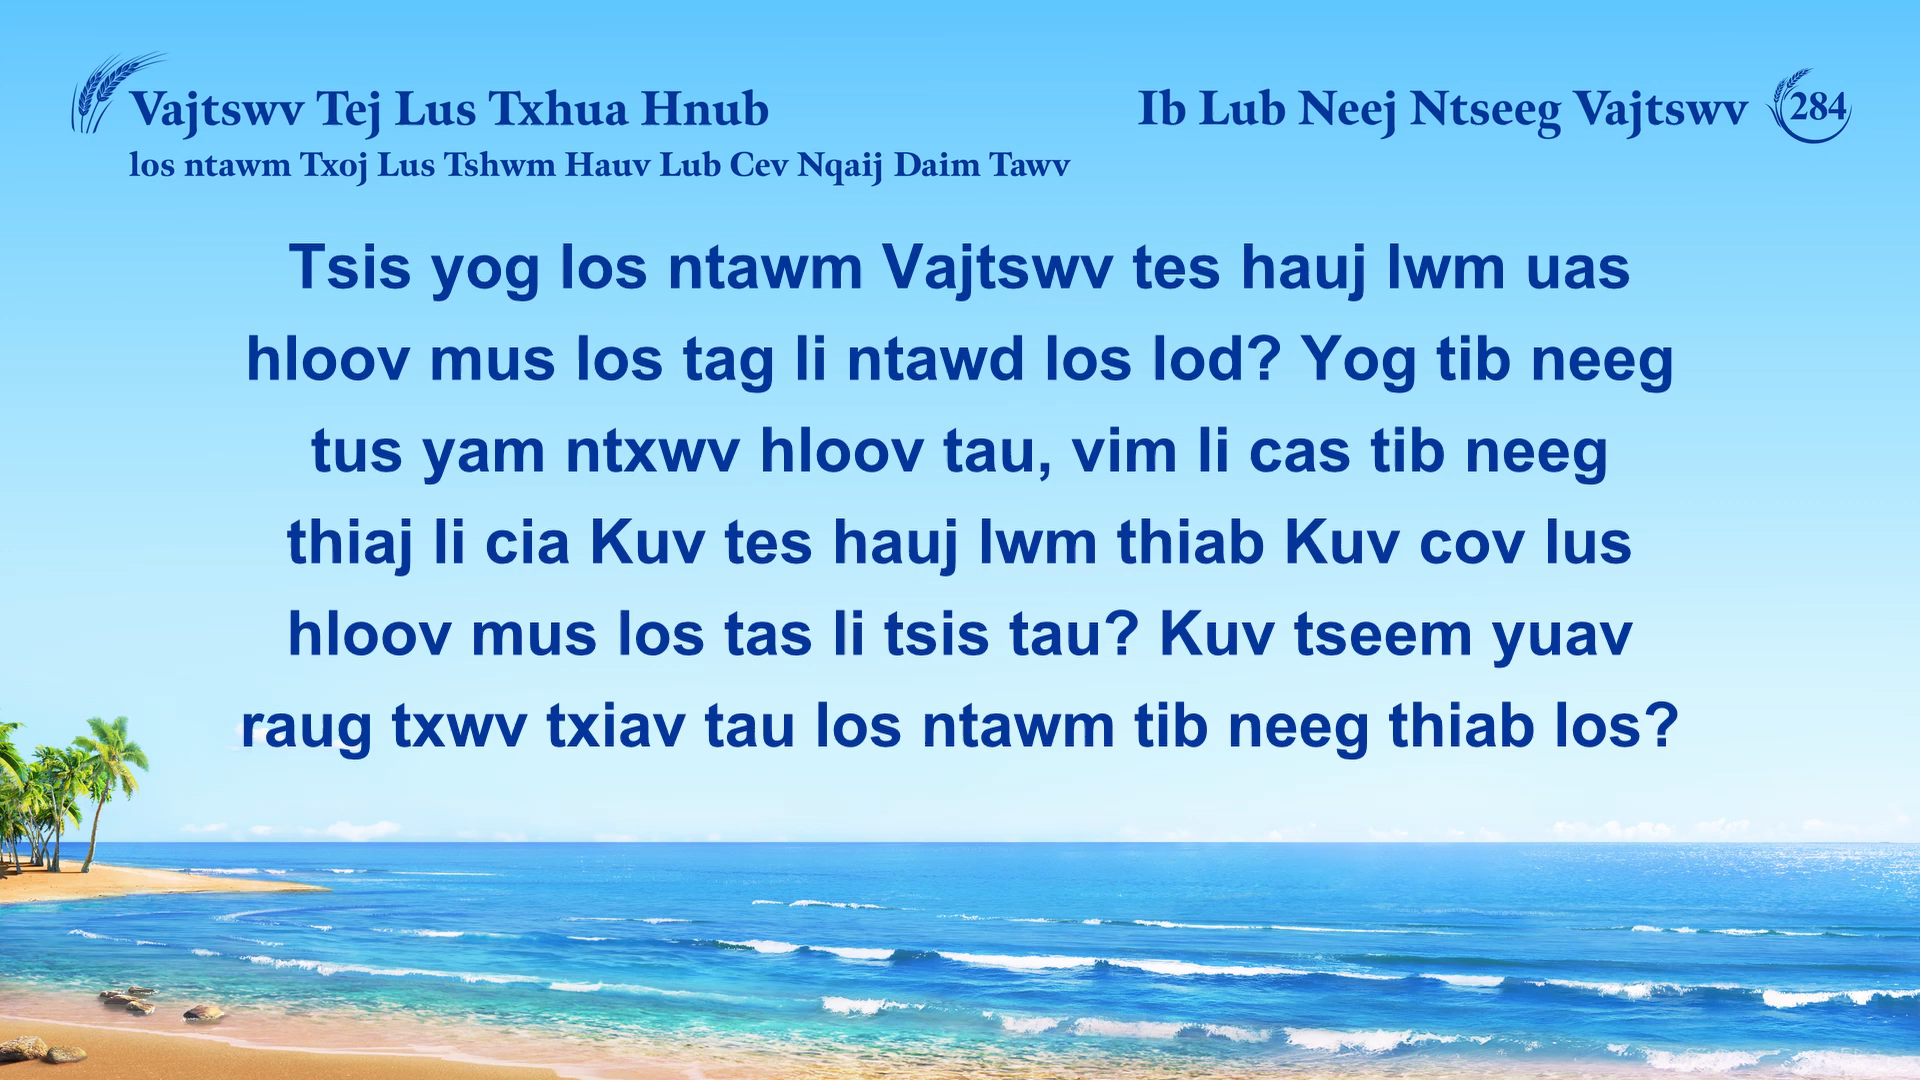 Vajtswv Tej Lus Txhua Hnub
los ntawm Txoj Lus Tshwm Hauv Lub Cev Nqaij Daim Tawv
Ib Lub Neej Ntseeg Vajtswv 284
Tsis yog los ntawm Vajtswv tes hauj lwm uas
hloov mus los tag li ntawd los lod? Yog tib neeg
tus yam ntxwv hloov tau, vim li cas tib neeg
thiaj li cia Kuv tes hauj lwm thiab Kuv cov lus
hloov mus los tas li tsis tau? Kuv tseem yuav
raug txwv txiav tau los ntawm tib neeg thiab los?